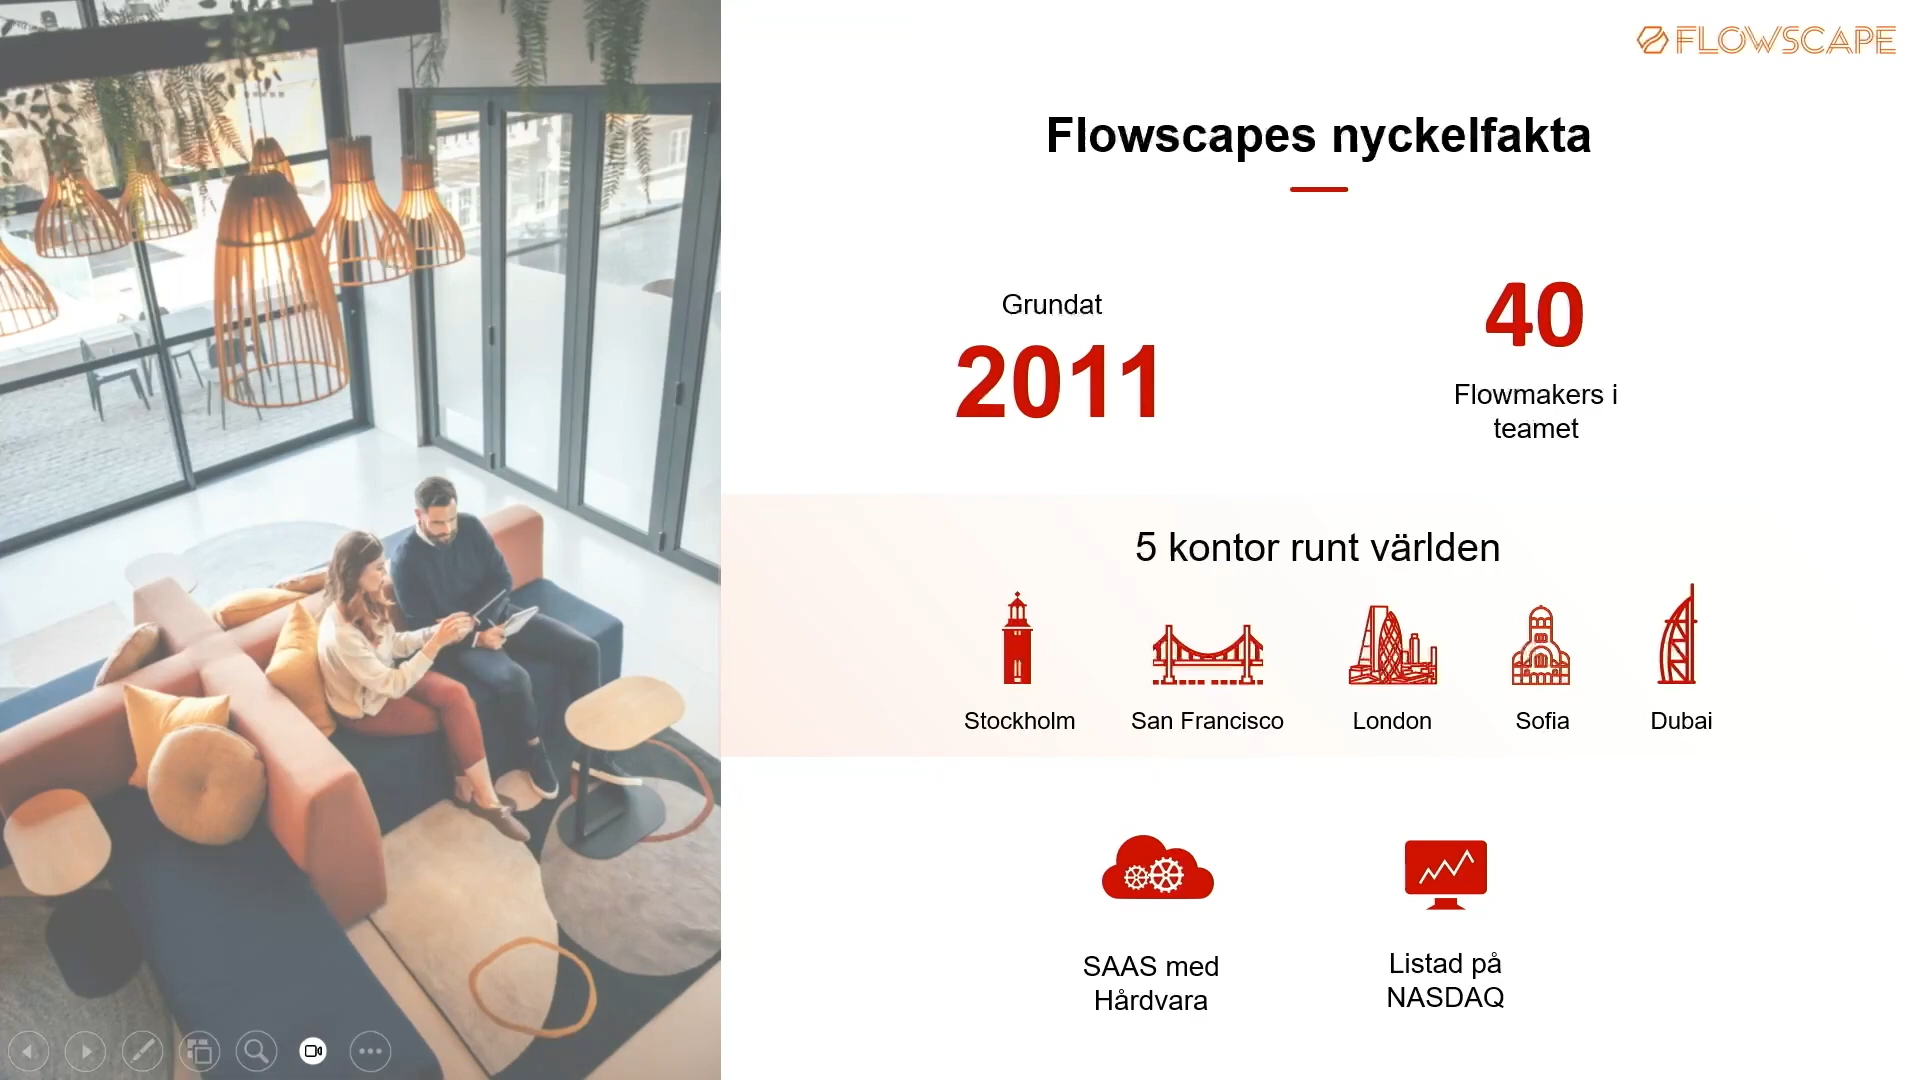 FLOWSCAPE
Flowscapes nyckelfakta
Grundat
2011
40
Flowmakers i
teamet
5 kontor runt världen
Stockholm
San Francisco
London
Sofia
Dubai
SAAS med
Hårdvara
Listad på
NASDAQ